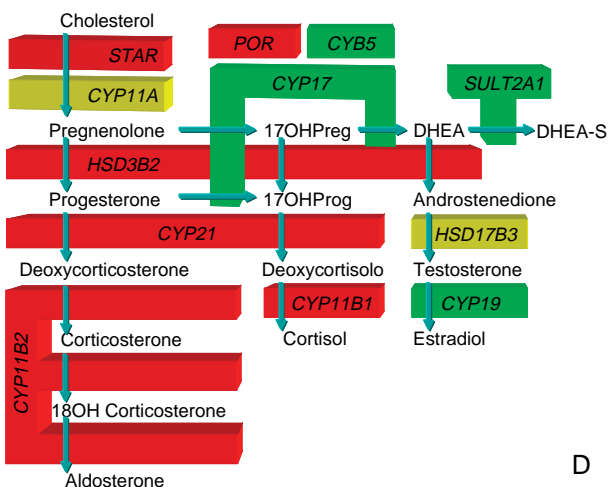 Cholesterol
STAR
POR
CYB5
CYP11A
CYP17
SULT2A1
Pregnenolone
17OHPreg
DHEA
DHEA-S
HSD3B2
Progesterone
17OHProg
Androstenedione
CYP21
HSD17B3
Deoxycorticosterone
Deoxycortisolo
Testosterone
CYP11B2
CYP11B1
CYP19
Corticosterone
Cortisol
Estradiol
18OH Corticosterone
Aldosterone
D